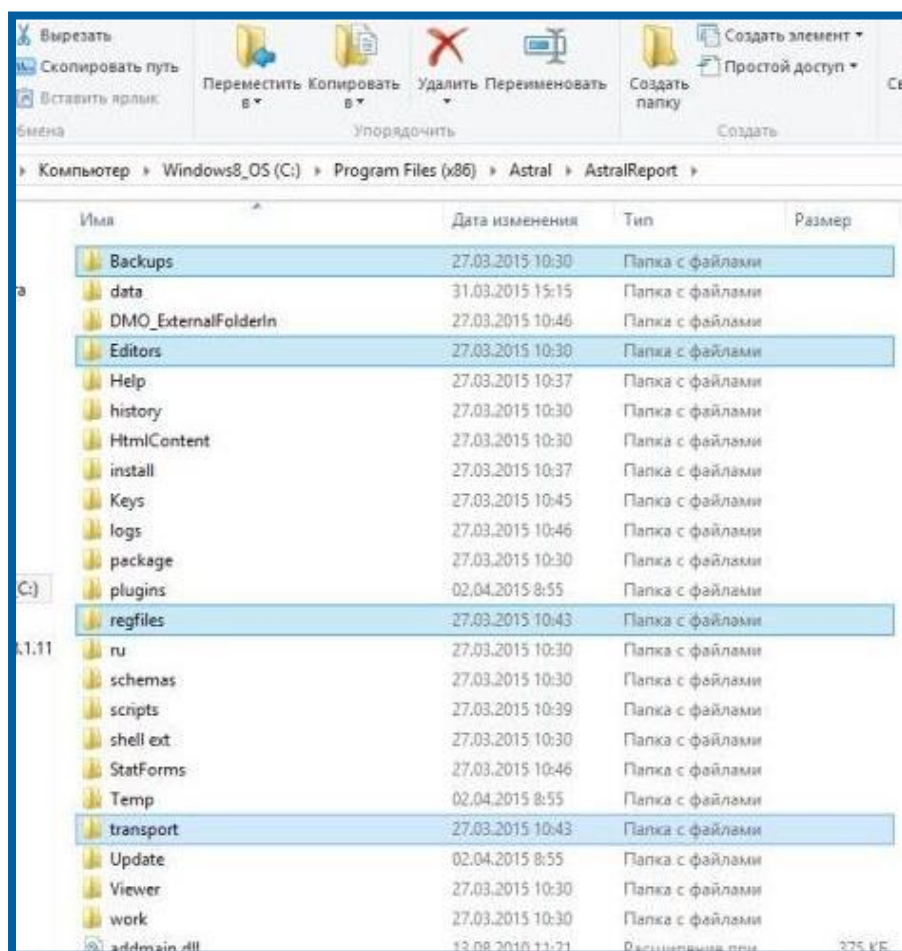 Вырезать
Скопировать путь
Вставить ярлык
Переместить в
Копировать в
Удалить
Переименовать
Создать папку
Создать элемент
Простой доступ
Упорядочить
Создать
Компьютер Windows8_OS (C:) Program Files (x86) Astral AstralReport
Имя Дата изменения Тип Размер
Backups 27.03.2015 10:30 Папка с файлами
data 31.03.2015 15:15 Папка с файлами
DMO_ExternalFolderIn 27.03.2015 10:46 Папка с файлами
Editors 27.03.2015 10:30 Папка с файлами
Help 27.03.2015 10:37 Папка с файлами
history 27.03.2015 10:30 Папка с файлами
HtmlContent 27.03.2015 10:30 Папка с файлами
install 27.03.2015 10:37 Папка с файлами
Keys 27.03.2015 10:45 Папка с файлами
logs 27.03.2015 10:46 Папка с файлами
package 27.03.2015 10:30 Папка с файлами
(C:) plugins 02.04.2015 8:55 Папка с файлами
regfiles 27.03.2015 10:43 Папка с файлами
ru 27.03.2015 10:30 Папка с файлами
schemas 27.03.2015 10:30 Папка с файлами
scripts 27.03.2015 10:39 Папка с файлами
shell ext 27.03.2015 10:30 Папка с файлами
StatForms 27.03.2015 10:46 Папка с файлами
Temp 02.04.2015 8:55 Папка с файлами
transport 27.03.2015 10:43 Папка с файлами
Update 02.04.2015 8:55 Папка с файлами
Viewer 27.03.2015 10:30 Папка с файлами
work 27.03.2015 10:30 Папка с файлами
addmain.dll 13.08.2010 11:21 Расширение при... 275 КБ